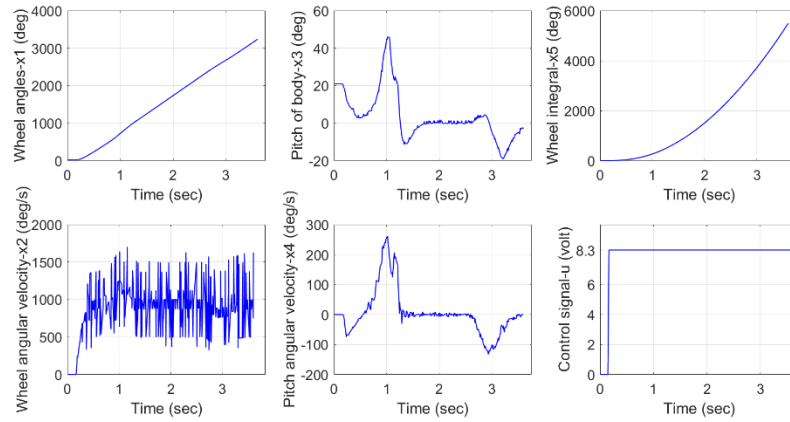 Wheel angles-x1 (deg)
4000
3000
2000
1000
0
0 1 2 3
Time (sec)
Pitch of body-x3 (deg)
60
40
20
0
-20
0 1 2 3
Time (sec)
Wheel integral-x5 (deg)
6000
4000
2000
0
0 1 2 3
Time (sec)
Wheel angular velocity-x2 (deg/s)
2000
1500
1000
500
0
0 1 2 3
Time (sec)
Pitch angular velocity-x4 (deg/s)
300
200
100
0
-100
-200
0 1 2 3
Time (sec)
Control signal-u (volt)
8.3
6
4
2
0
0 1 2 3
Time (sec)